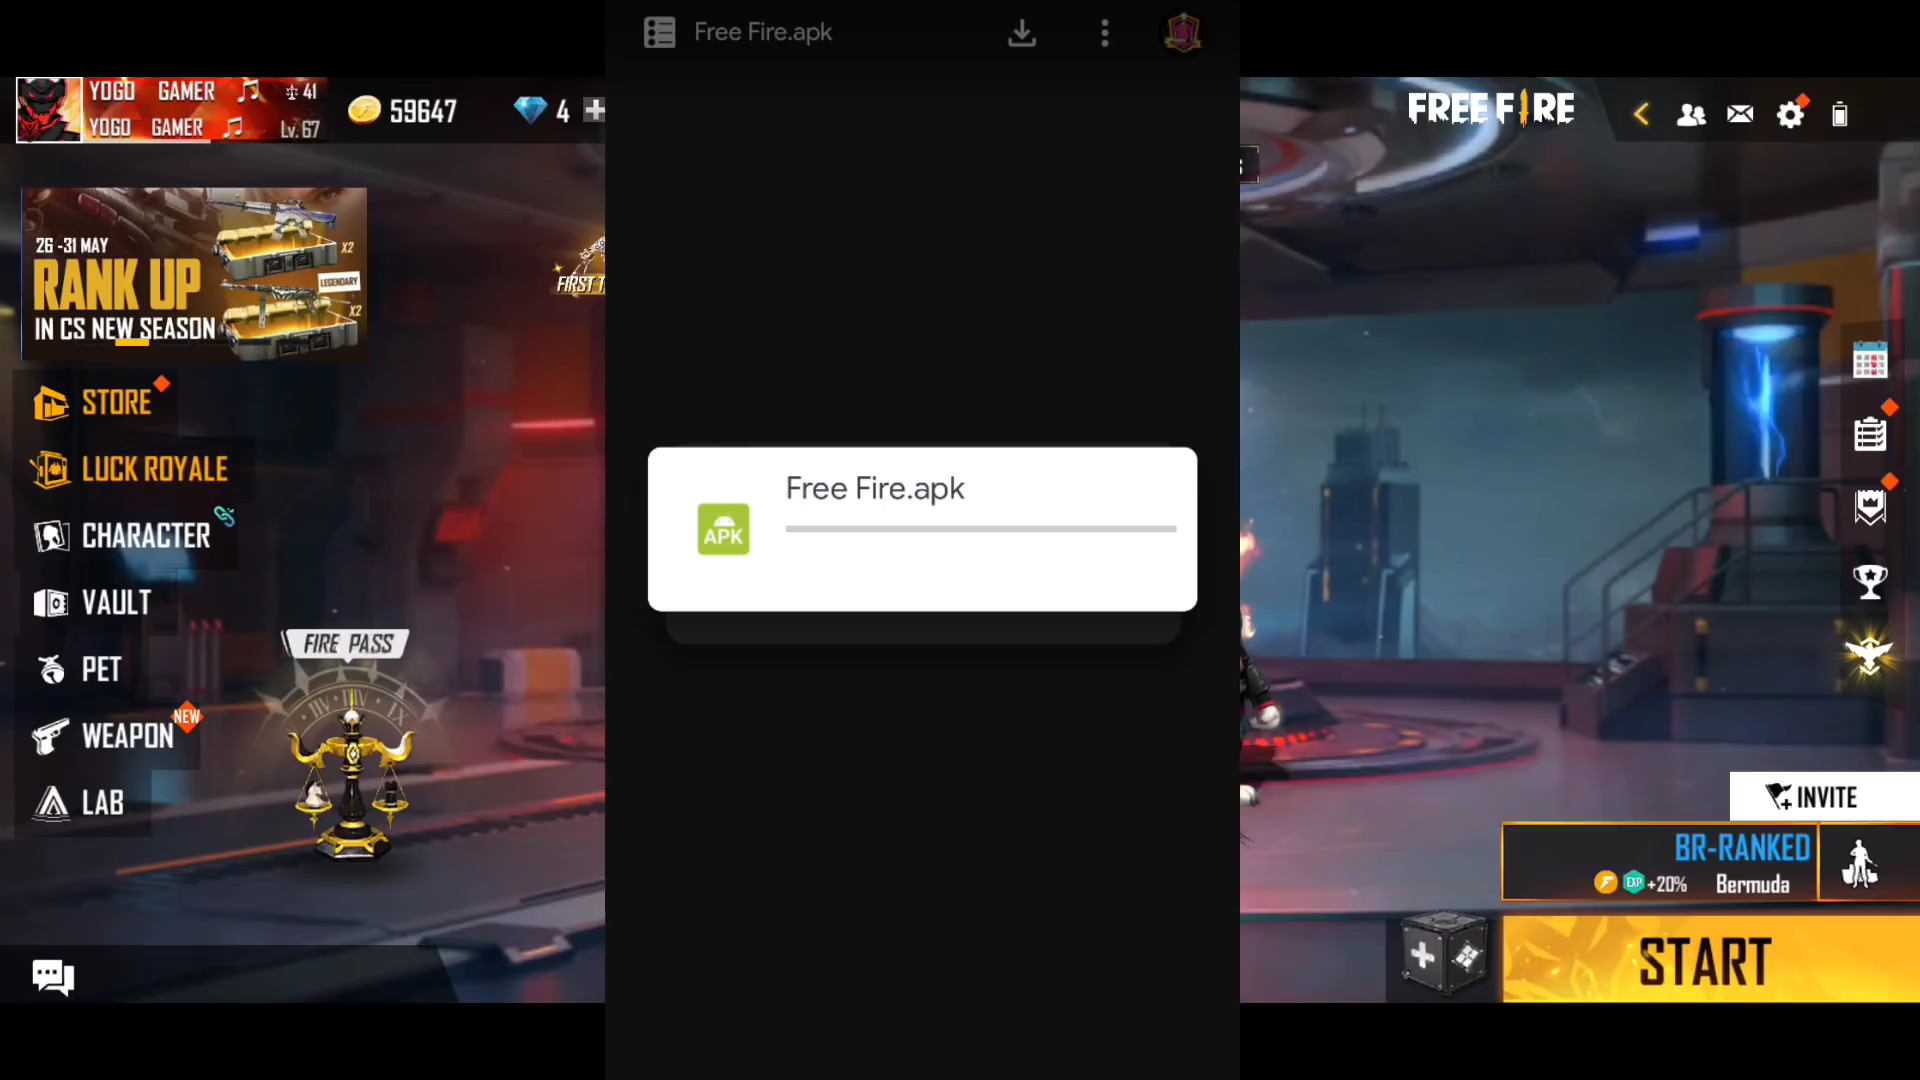 Free Fire.apk
YOGO GAMER
41
YOGO GAMER
Lv. 67
59647
4
FREE FIRE
26 -31 MAY
RANK UP
IN CS NEW SEASON
X2
LEGENDARY
X2
FIRST T
STORE
LUCK ROYALE
CHARACTER
VAULT
PET
WEAPON
NEW
LAB
FIRE PASS
Free Fire.apk
APK
INVITE
BR-RANKED
EXP +20%
Bermuda
START